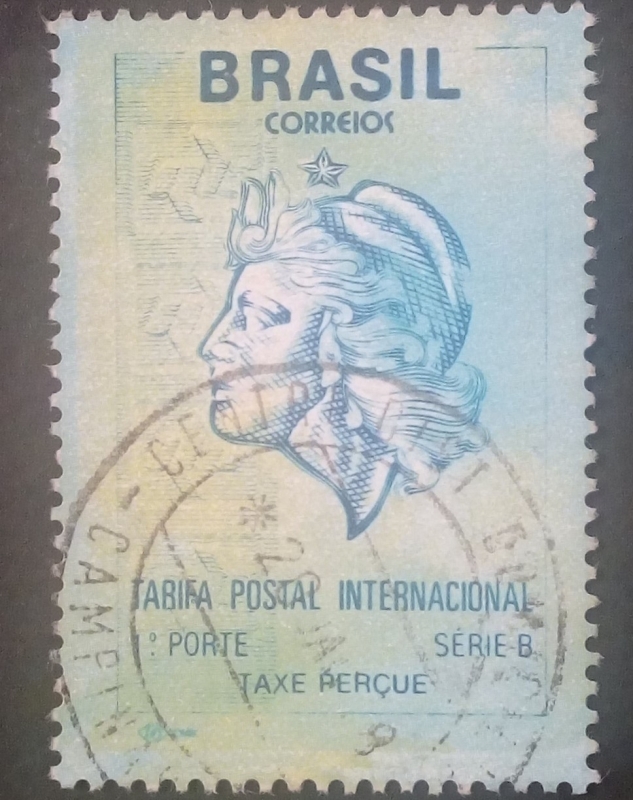 BRASIL
CORREIOS
TARIFA POSTAL INTERNACIONAL
1º PORTE SÉRIE-B
TAXE PERÇUE